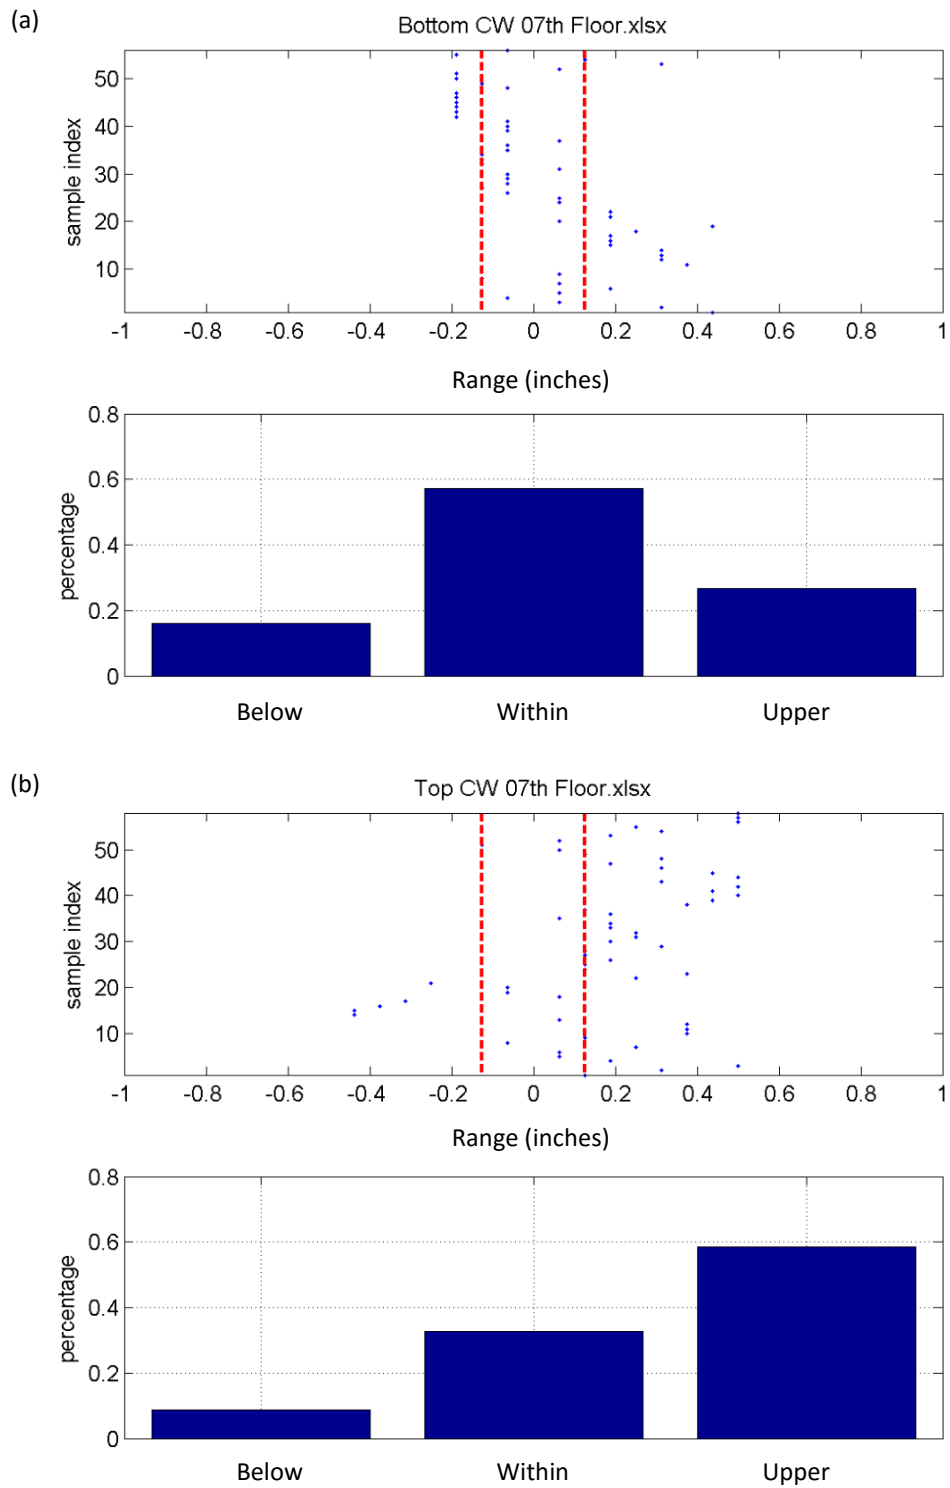 (a)
Bottom CW 07th Floor.xlsx
sample index
50
40
30
20
10
-1 -0.8 -0.6 -0.4 -0.2 0 0.2 0.4 0.6 0.8 1
Range (inches)
percentage
0.8
0.6
0.4
0.2
0
Below Within Upper
(b)
Top CW 07th Floor.xlsx
sample index
50
40
30
20
10
-1 -0.8 -0.6 -0.4 -0.2 0 0.2 0.4 0.6 0.8 1
Range (inches)
percentage
0.8
0.6
0.4
0.2
0
Below Within Upper